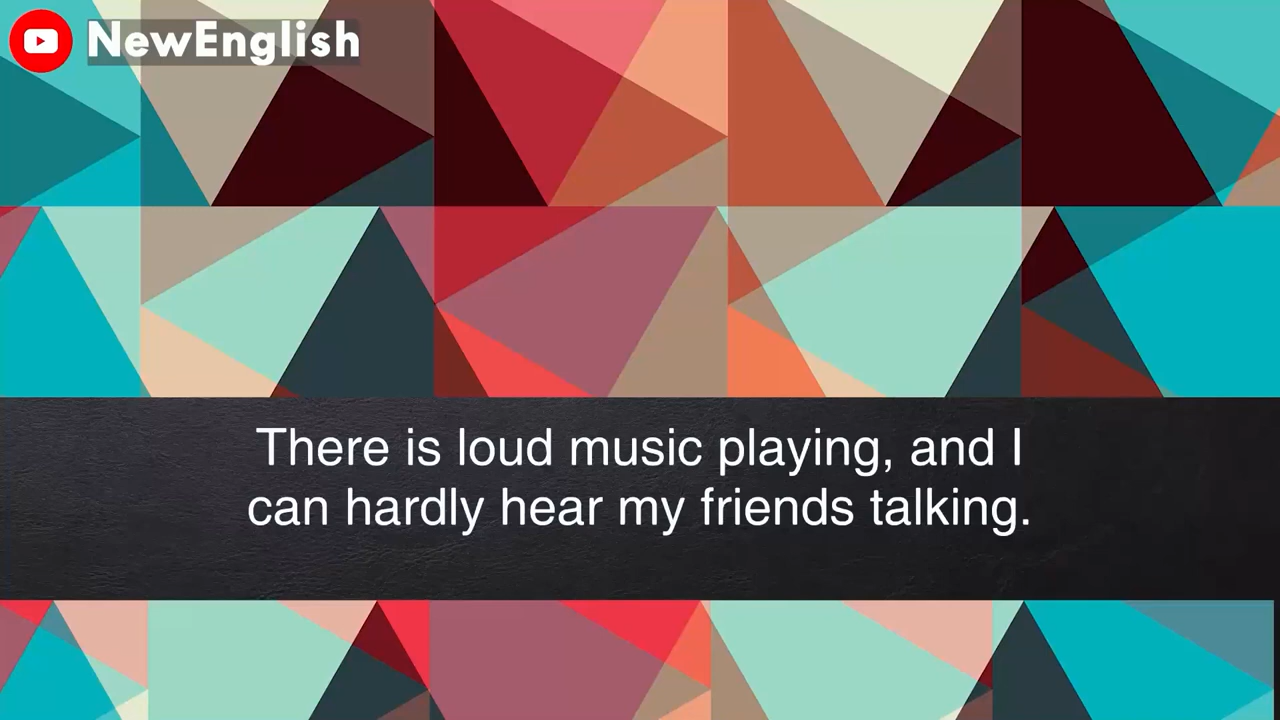 NewEnglish
There is loud music playing, and I
can hardly hear my friends talking.